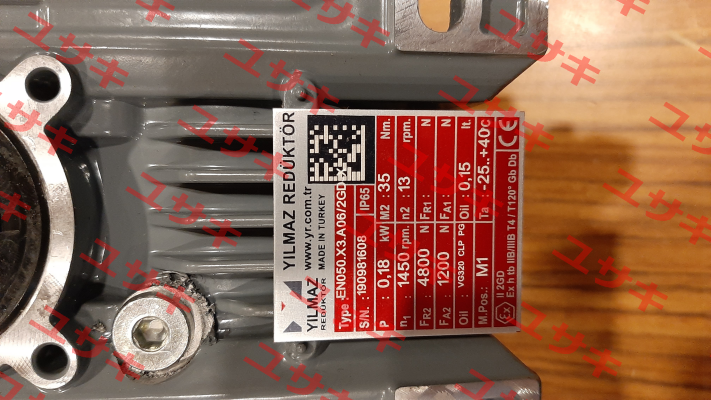 YILMAZ REDÜKTÖR
YILMAZ
REDÜKTÖR
www.yr.com.tr
MADE IN TURKEY
Type : EN050.X3.A06/2GD
S/N. : 190981608 IP65
P : 0,18 kW M2 : 35 Nm.
n1 : 1450 rpm. n2 : 13 rpm.
FR2 : 4800 N FR1 : N
FA2 : 1200 N FA1 : N
Oil : VG320 CLP PG Oil : 0,15 lt.
M.Pos.: M1 Ta : -25..+40C
Ex II 2GD
Ex h tb IIB/IIIB T4 / T120° Gb Db CE
ユサキ
ユサキ
ユサキ
ユサキ
ユサキ
ユサキ
ユサキ
ユサキ
ユサキ
ユサキ
ユサキ